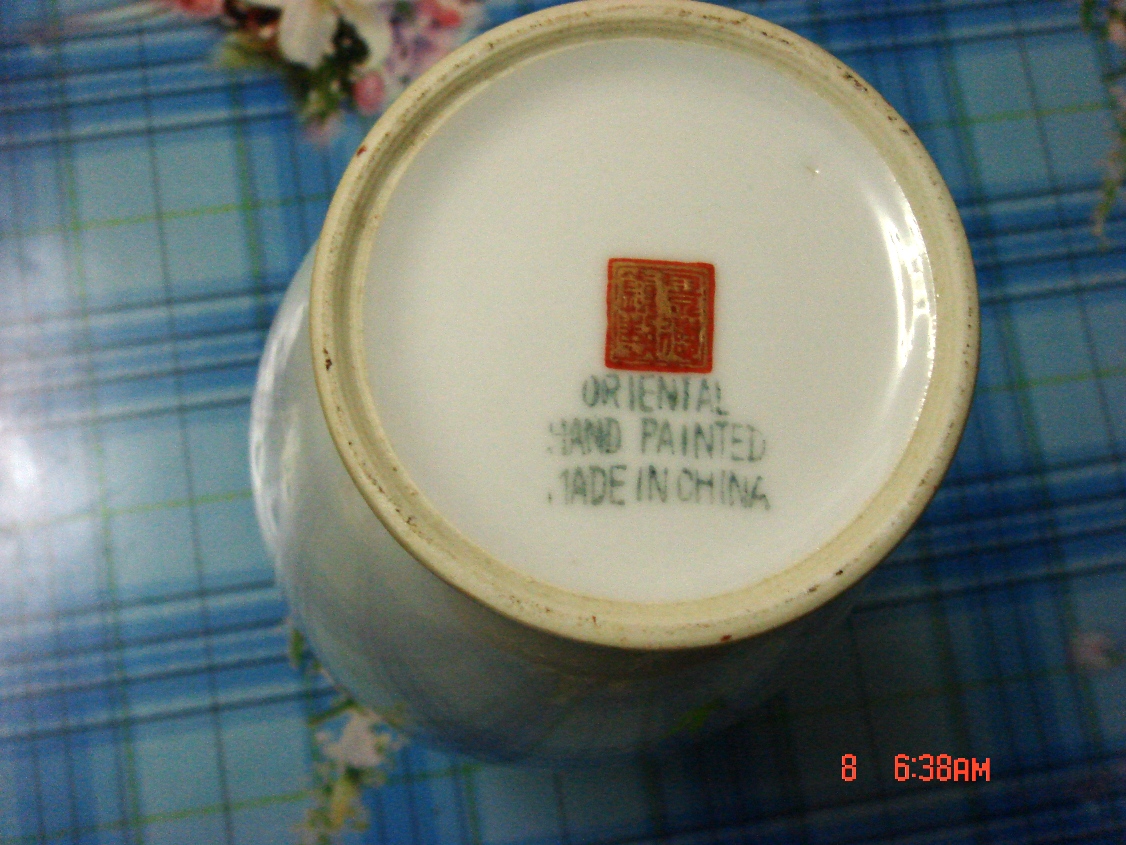 ORIENTAL
HAND PAINTED
MADE IN CHINA
8 6:38AM